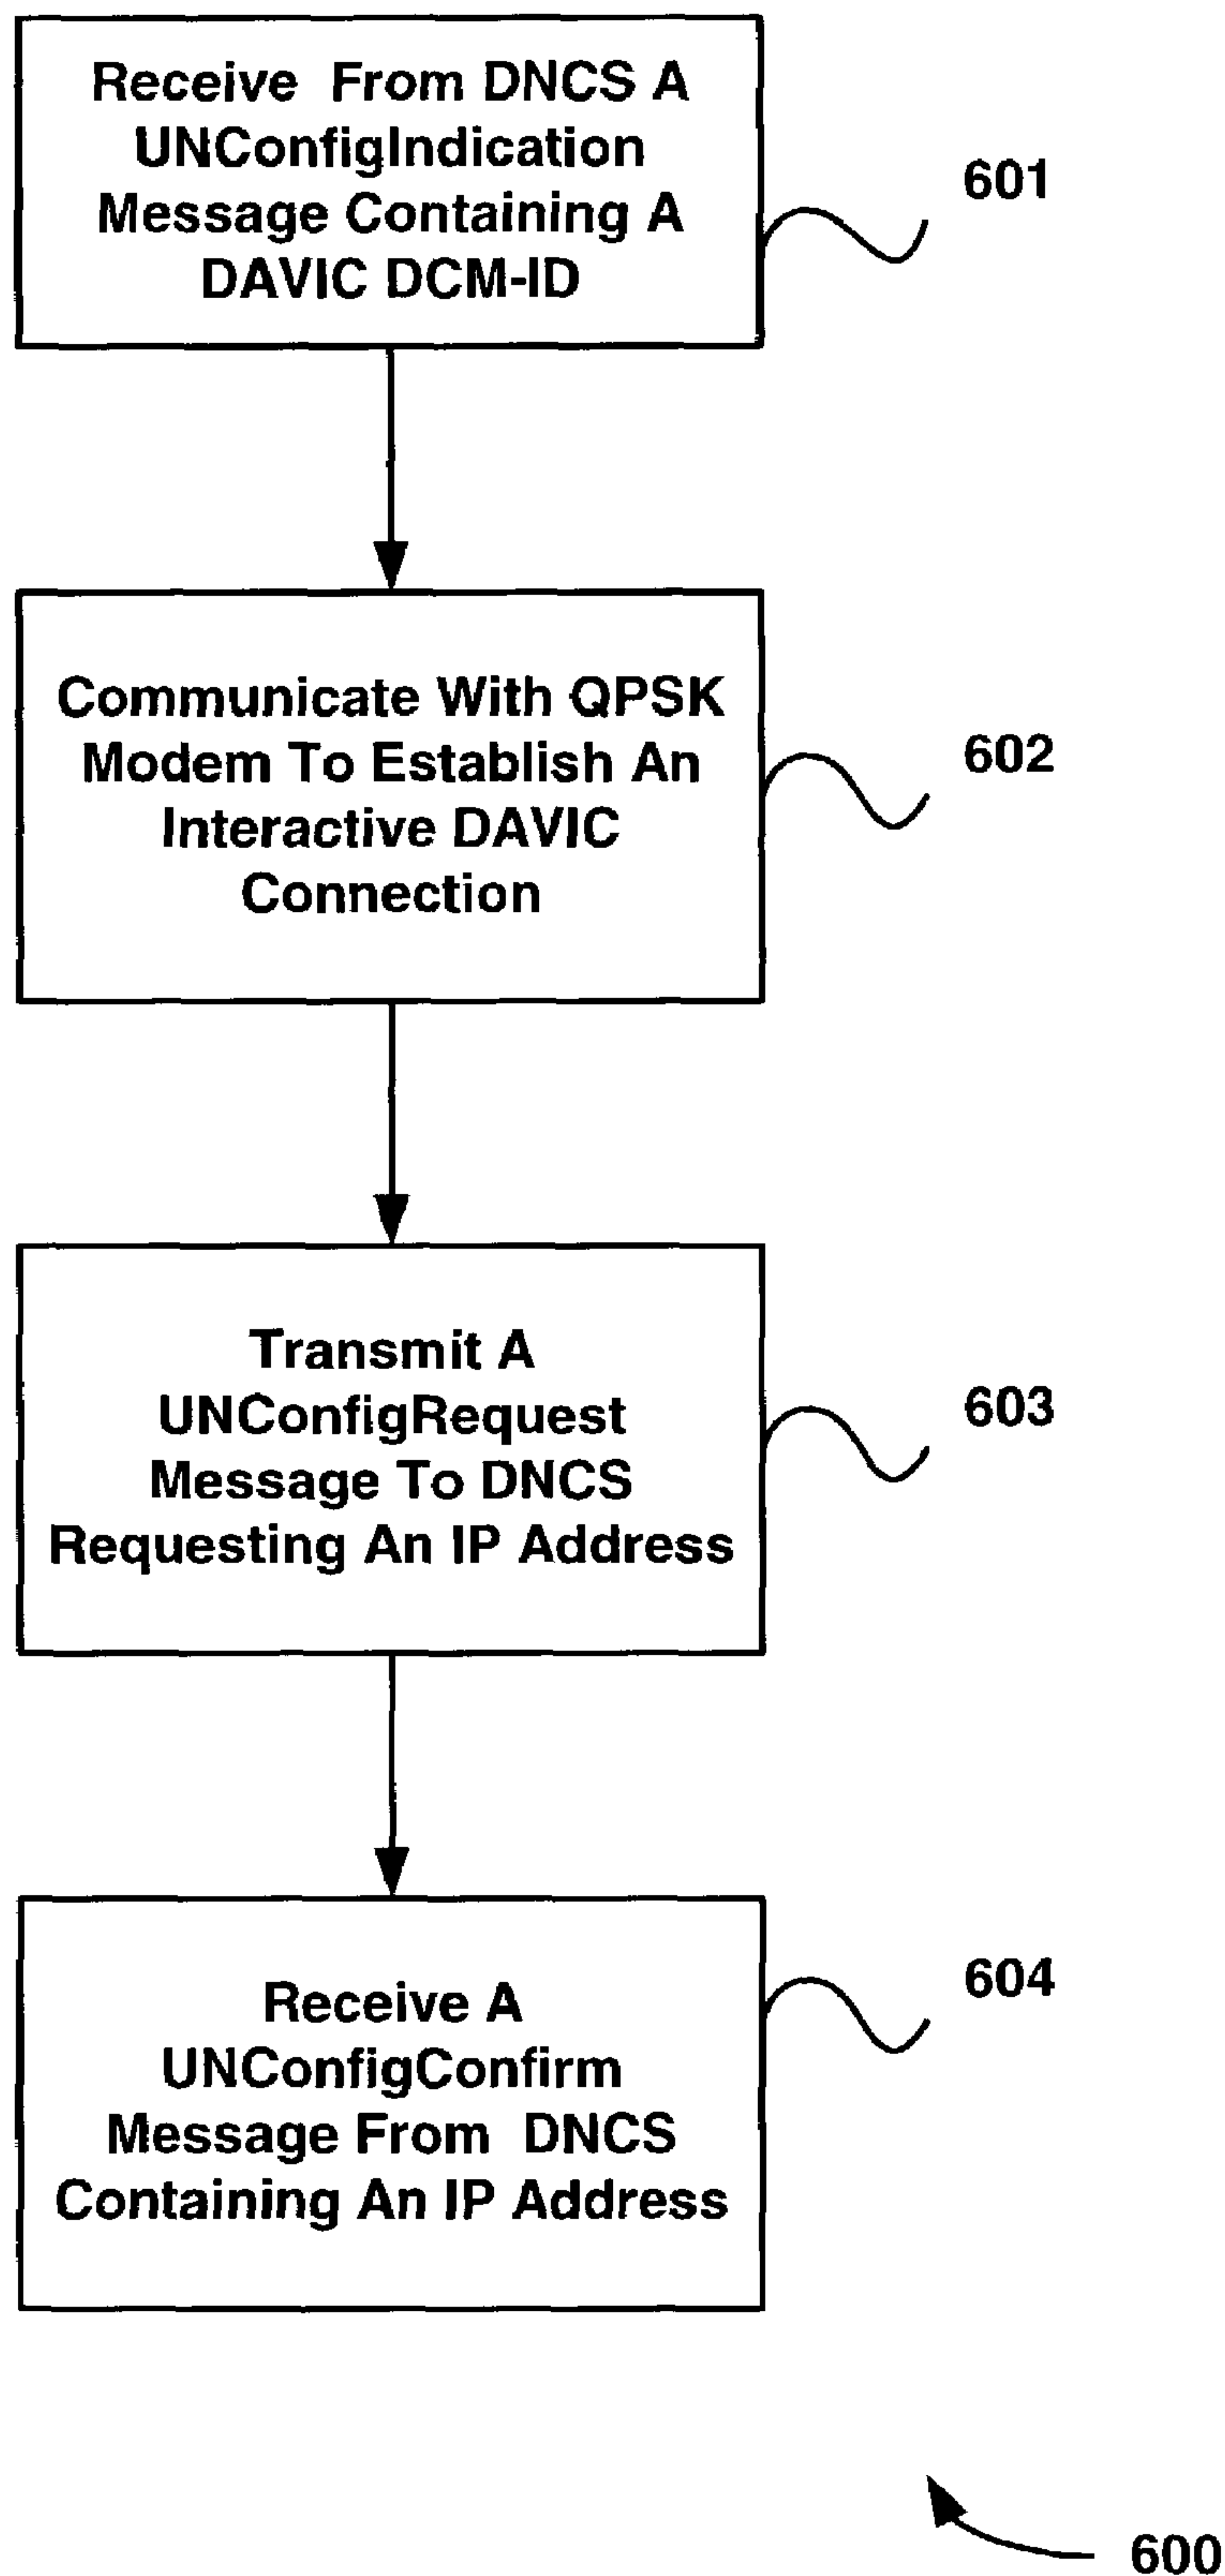 Receive From DNCS A
UNConfigIndication
Message Containing A
DAVIC DCM-ID
601
Communicate With QPSK
Modem To Establish An
Interactive DAVIC
Connection
602
Transmit A
UNConfigRequest
Message To DNCS
Requesting An IP Address
603
Receive A
UNConfigConfirm
Message From DNCS
Containing An IP Address
604
600